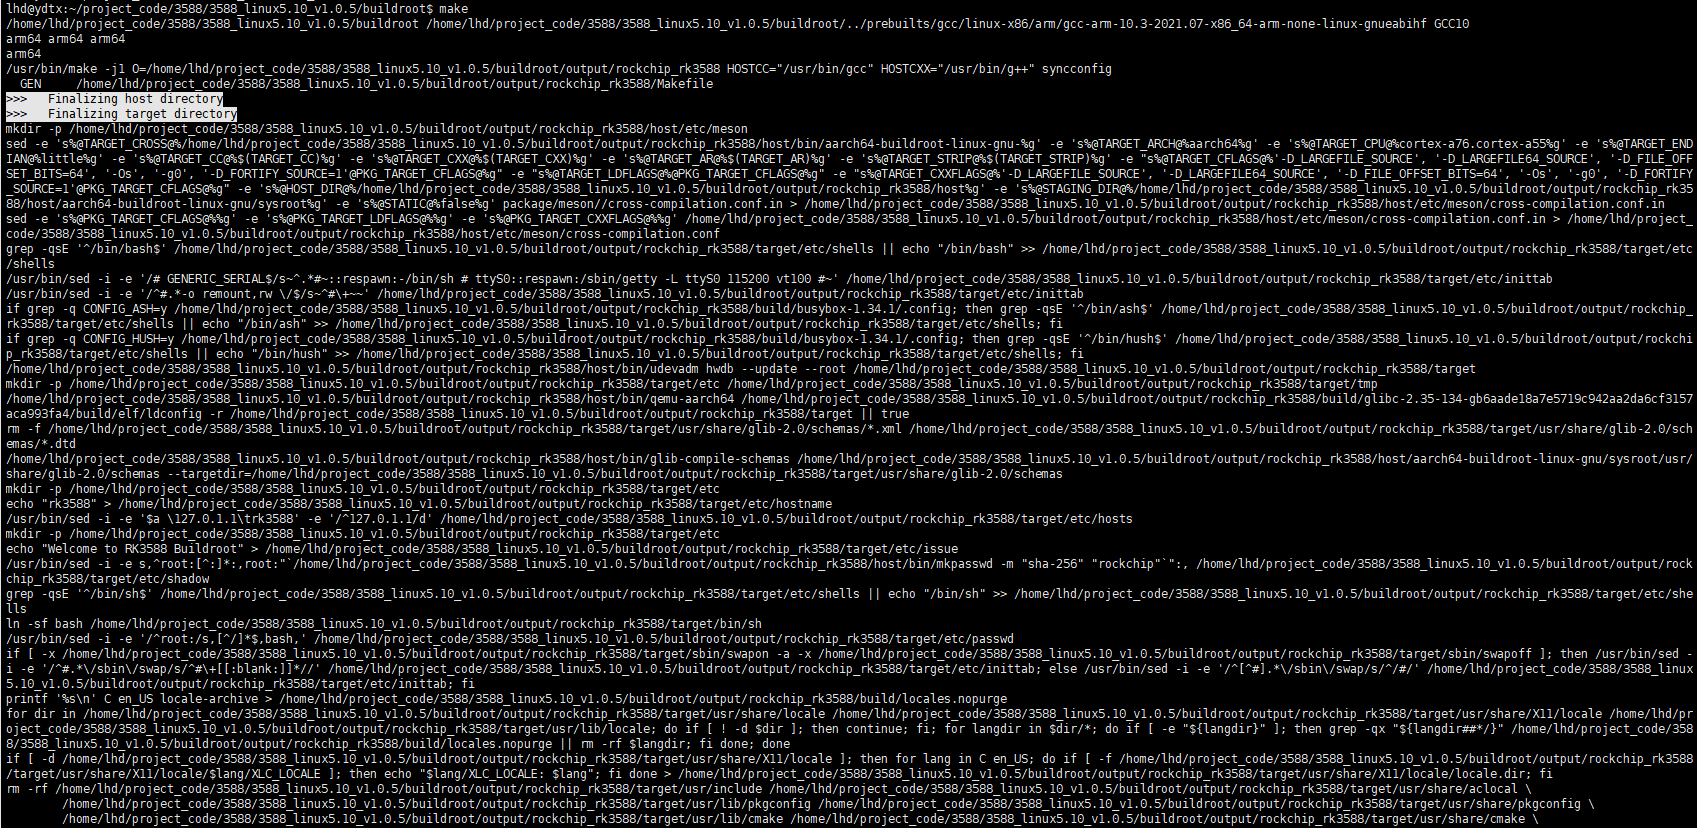 lhd@ydtx:~/project_code/3588/3588_linux5.10_v1.0.5/buildroot$ make
/home/lhd/project_code/3588/3588_linux5.10_v1.0.5/buildroot /home/lhd/project_code/3588/3588_linux5.10_v1.0.5/buildroot/../prebuilts/gcc/linux-x86/arm/gcc-arm-10.3-2021.07-x86_64-arm-none-linux-gnueabihf GCC10
arm64 arm64 arm64
arm64
/usr/bin/make -j1 O=/home/lhd/project_code/3588/3588_linux5.10_v1.0.5/buildroot/output/rockchip_rk3588 HOSTCC="/usr/bin/gcc" HOSTCXX="/usr/bin/g++" syncconfig
  GEN     /home/lhd/project_code/3588/3588_linux5.10_v1.0.5/buildroot/output/rockchip_rk3588/Makefile
>>>   Finalizing host directory
>>>   Finalizing target directory
mkdir -p /home/lhd/project_code/3588/3588_linux5.10_v1.0.5/buildroot/output/rockchip_rk3588/host/etc/meson
sed -e 's%@TARGET_CROSS@%/home/lhd/project_code/3588/3588_linux5.10_v1.0.5/buildroot/output/rockchip_rk3588/host/bin/aarch64-buildroot-linux-gnu-%g' -e 's%@TARGET_ARCH@%aarch64%g' -e 's%@TARGET_CPU@%cortex-a76.cortex-a55%g' -e 's%@TARGET_END
IAN@%little%g' -e 's%@TARGET_CC@%$(TARGET_CC)%g' -e 's%@TARGET_CXX@%$(TARGET_CXX)%g' -e 's%@TARGET_AR@%$(TARGET_AR)%g' -e 's%@TARGET_STRIP@%$(TARGET_STRIP)%g' -e "s%@TARGET_CFLAGS@%'-D_LARGEFILE_SOURCE', '-D_LARGEFILE64_SOURCE', '-D_FILE_OFF
SET_BITS=64', '-Os', '-g0', '-D_FORTIFY_SOURCE=1'@PKG_TARGET_CFLAGS@%g" -e "s%@TARGET_LDFLAGS@%@PKG_TARGET_CFLAGS@%g" -e "s%@TARGET_CXXFLAGS@%'-D_LARGEFILE_SOURCE', '-D_LARGEFILE64_SOURCE', '-D_FILE_OFFSET_BITS=64', '-Os', '-g0', '-D_FORTIFY
_SOURCE=1'@PKG_TARGET_CFLAGS@%g" -e 's%@HOST_DIR@%/home/lhd/project_code/3588/3588_linux5.10_v1.0.5/buildroot/output/rockchip_rk3588/host%g' -e 's%@STAGING_DIR@%/home/lhd/project_code/3588/3588_linux5.10_v1.0.5/buildroot/output/rockchip_rk3
588/host/aarch64-buildroot-linux-gnu/sysroot%g' -e 's%@STATIC@%false%g' package/meson//cross-compilation.conf.in > /home/lhd/project_code/3588/3588_linux5.10_v1.0.5/buildroot/output/rockchip_rk3588/host/etc/meson/cross-compilation.conf.in
sed -e 's%@PKG_TARGET_CFLAGS@%%g' -e 's%@PKG_TARGET_LDFLAGS@%%g' -e 's%@PKG_TARGET_CXXFLAGS@%%g' /home/lhd/project_code/3588/3588_linux5.10_v1.0.5/buildroot/output/rockchip_rk3588/host/etc/meson/cross-compilation.conf.in > /home/lhd/project_
code/3588/3588_linux5.10_v1.0.5/buildroot/output/rockchip_rk3588/host/etc/meson/cross-compilation.conf
grep -qsE '^/bin/bash$' /home/lhd/project_code/3588/3588_linux5.10_v1.0.5/buildroot/output/rockchip_rk3588/target/etc/shells || echo "/bin/bash" >> /home/lhd/project_code/3588/3588_linux5.10_v1.0.5/buildroot/output/rockchip_rk3588/target/etc
/shells
/usr/bin/sed -i -e '/# GENERIC_SERIAL$/s~^.*#~::respawn:-/bin/sh # ttyS0::respawn:/sbin/getty -L ttyS0 115200 vt100 #~' /home/lhd/project_code/3588/3588_linux5.10_v1.0.5/buildroot/output/rockchip_rk3588/target/etc/inittab
/usr/bin/sed -i -e '/^#.*-o remount,rw \/$/s~^#\+~~' /home/lhd/project_code/3588/3588_linux5.10_v1.0.5/buildroot/output/rockchip_rk3588/target/etc/inittab
if grep -q CONFIG_ASH=y /home/lhd/project_code/3588/3588_linux5.10_v1.0.5/buildroot/output/rockchip_rk3588/build/busybox-1.34.1/.config; then grep -qsE '^/bin/ash$' /home/lhd/project_code/3588/3588_linux5.10_v1.0.5/buildroot/output/rockchip_
rk3588/target/etc/shells || echo "/bin/ash" >> /home/lhd/project_code/3588/3588_linux5.10_v1.0.5/buildroot/output/rockchip_rk3588/target/etc/shells; fi
if grep -q CONFIG_HUSH=y /home/lhd/project_code/3588/3588_linux5.10_v1.0.5/buildroot/output/rockchip_rk3588/build/busybox-1.34.1/.config; then grep -qsE '^/bin/hush$' /home/lhd/project_code/3588/3588_linux5.10_v1.0.5/buildroot/output/rockchi
p_rk3588/target/etc/shells || echo "/bin/hush" >> /home/lhd/project_code/3588/3588_linux5.10_v1.0.5/buildroot/output/rockchip_rk3588/target/etc/shells; fi
/home/lhd/project_code/3588/3588_linux5.10_v1.0.5/buildroot/output/rockchip_rk3588/host/bin/udevadm hwdb --update --root /home/lhd/project_code/3588/3588_linux5.10_v1.0.5/buildroot/output/rockchip_rk3588/target
mkdir -p /home/lhd/project_code/3588/3588_linux5.10_v1.0.5/buildroot/output/rockchip_rk3588/target/etc /home/lhd/project_code/3588/3588_linux5.10_v1.0.5/buildroot/output/rockchip_rk3588/target/tmp
/home/lhd/project_code/3588/3588_linux5.10_v1.0.5/buildroot/output/rockchip_rk3588/host/bin/qemu-aarch64 /home/lhd/project_code/3588/3588_linux5.10_v1.0.5/buildroot/output/rockchip_rk3588/build/glibc-2.35-134-gb6aade18a7e5719c942aa2da6cf3157
aca993fa4/build/elf/ldconfig -r /home/lhd/project_code/3588/3588_linux5.10_v1.0.5/buildroot/output/rockchip_rk3588/target || true
rm -f /home/lhd/project_code/3588/3588_linux5.10_v1.0.5/buildroot/output/rockchip_rk3588/target/usr/share/glib-2.0/schemas/*.xml /home/lhd/project_code/3588/3588_linux5.10_v1.0.5/buildroot/output/rockchip_rk3588/target/usr/share/glib-2.0/sch
emas/*.dtd
/home/lhd/project_code/3588/3588_linux5.10_v1.0.5/buildroot/output/rockchip_rk3588/host/bin/glib-compile-schemas /home/lhd/project_code/3588/3588_linux5.10_v1.0.5/buildroot/output/rockchip_rk3588/host/aarch64-buildroot-linux-gnu/sysroot/usr/
share/glib-2.0/schemas --targetdir=/home/lhd/project_code/3588/3588_linux5.10_v1.0.5/buildroot/output/rockchip_rk3588/target/usr/share/glib-2.0/schemas
mkdir -p /home/lhd/project_code/3588/3588_linux5.10_v1.0.5/buildroot/output/rockchip_rk3588/target/etc
echo "rk3588" > /home/lhd/project_code/3588/3588_linux5.10_v1.0.5/buildroot/output/rockchip_rk3588/target/etc/hostname
/usr/bin/sed -i -e '$a \127.0.1.1\trk3588' -e '/^127.0.1.1/d' /home/lhd/project_code/3588/3588_linux5.10_v1.0.5/buildroot/output/rockchip_rk3588/target/etc/hosts
mkdir -p /home/lhd/project_code/3588/3588_linux5.10_v1.0.5/buildroot/output/rockchip_rk3588/target/etc
echo "Welcome to RK3588 Buildroot" > /home/lhd/project_code/3588/3588_linux5.10_v1.0.5/buildroot/output/rockchip_rk3588/target/etc/issue
/usr/bin/sed -i -e s,^root:[^:]*:,root:"`/home/lhd/project_code/3588/3588_linux5.10_v1.0.5/buildroot/output/rockchip_rk3588/host/bin/mkpasswd -m "sha-256" "rockchip"`":, /home/lhd/project_code/3588/3588_linux5.10_v1.0.5/buildroot/output/rock
chip_rk3588/target/etc/shadow
grep -qsE '^/bin/sh$' /home/lhd/project_code/3588/3588_linux5.10_v1.0.5/buildroot/output/rockchip_rk3588/target/etc/shells || echo "/bin/sh" >> /home/lhd/project_code/3588/3588_linux5.10_v1.0.5/buildroot/output/rockchip_rk3588/target/etc/she
lls
ln -sf bash /home/lhd/project_code/3588/3588_linux5.10_v1.0.5/buildroot/output/rockchip_rk3588/target/bin/sh
/usr/bin/sed -i -e '/^root:/s,[^/]*$,bash,' /home/lhd/project_code/3588/3588_linux5.10_v1.0.5/buildroot/output/rockchip_rk3588/target/etc/passwd
if [ -x /home/lhd/project_code/3588/3588_linux5.10_v1.0.5/buildroot/output/rockchip_rk3588/target/sbin/swapon -a -x /home/lhd/project_code/3588/3588_linux5.10_v1.0.5/buildroot/output/rockchip_rk3588/target/sbin/swapoff ]; then /usr/bin/sed -
i -e '/^#.*\/sbin\/swap/s/^#\+[[:blank:]]*//' /home/lhd/project_code/3588/3588_linux5.10_v1.0.5/buildroot/output/rockchip_rk3588/target/etc/inittab; else /usr/bin/sed -i -e '/^[^#].*\/sbin\/swap/s/^/#/' /home/lhd/project_code/3588/3588_linux
5.10_v1.0.5/buildroot/output/rockchip_rk3588/target/etc/inittab; fi
printf '%s\n' C en_US locale-archive > /home/lhd/project_code/3588/3588_linux5.10_v1.0.5/buildroot/output/rockchip_rk3588/build/locales.nopurge
for dir in /home/lhd/project_code/3588/3588_linux5.10_v1.0.5/buildroot/output/rockchip_rk3588/target/usr/share/locale /home/lhd/project_code/3588/3588_linux5.10_v1.0.5/buildroot/output/rockchip_rk3588/target/usr/share/X11/locale /home/lhd/pr
oject_code/3588/3588_linux5.10_v1.0.5/buildroot/output/rockchip_rk3588/target/usr/lib/locale; do if [ ! -d $dir ]; then continue; fi; for langdir in $dir/*; do if [ -e "${langdir}" ]; then grep -qx "${langdir##*/}" /home/lhd/project_code/358
8/3588_linux5.10_v1.0.5/buildroot/output/rockchip_rk3588/build/locales.nopurge || rm -rf $langdir; fi done; done
if [ -d /home/lhd/project_code/3588/3588_linux5.10_v1.0.5/buildroot/output/rockchip_rk3588/target/usr/share/X11/locale ]; then for lang in C en_US; do if [ -f /home/lhd/project_code/3588/3588_linux5.10_v1.0.5/buildroot/output/rockchip_rk3588
/target/usr/share/X11/locale/$lang/XLC_LOCALE ]; then echo "$lang/XLC_LOCALE: $lang"; fi done > /home/lhd/project_code/3588/3588_linux5.10_v1.0.5/buildroot/output/rockchip_rk3588/target/usr/share/X11/locale/locale.dir; fi
rm -rf /home/lhd/project_code/3588/3588_linux5.10_v1.0.5/buildroot/output/rockchip_rk3588/target/usr/include /home/lhd/project_code/3588/3588_linux5.10_v1.0.5/buildroot/output/rockchip_rk3588/target/usr/share/aclocal \
        /home/lhd/project_code/3588/3588_linux5.10_v1.0.5/buildroot/output/rockchip_rk3588/target/usr/lib/pkgconfig /home/lhd/project_code/3588/3588_linux5.10_v1.0.5/buildroot/output/rockchip_rk3588/target/usr/share/pkgconfig \
        /home/lhd/project_code/3588/3588_linux5.10_v1.0.5/buildroot/output/rockchip_rk3588/target/usr/lib/cmake /home/lhd/project_code/3588/3588_linux5.10_v1.0.5/buildroot/output/rockchip_rk3588/target/usr/share/cmake \